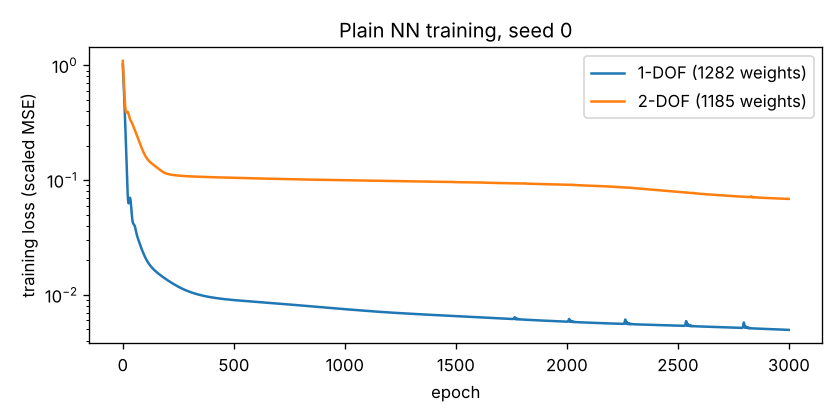 Plain NN training, seed 0
training loss (scaled MSE)
10⁰
10⁻¹
10⁻²
1-DOF (1282 weights)
2-DOF (1185 weights)
0
500
1000
1500
2000
2500
3000
epoch